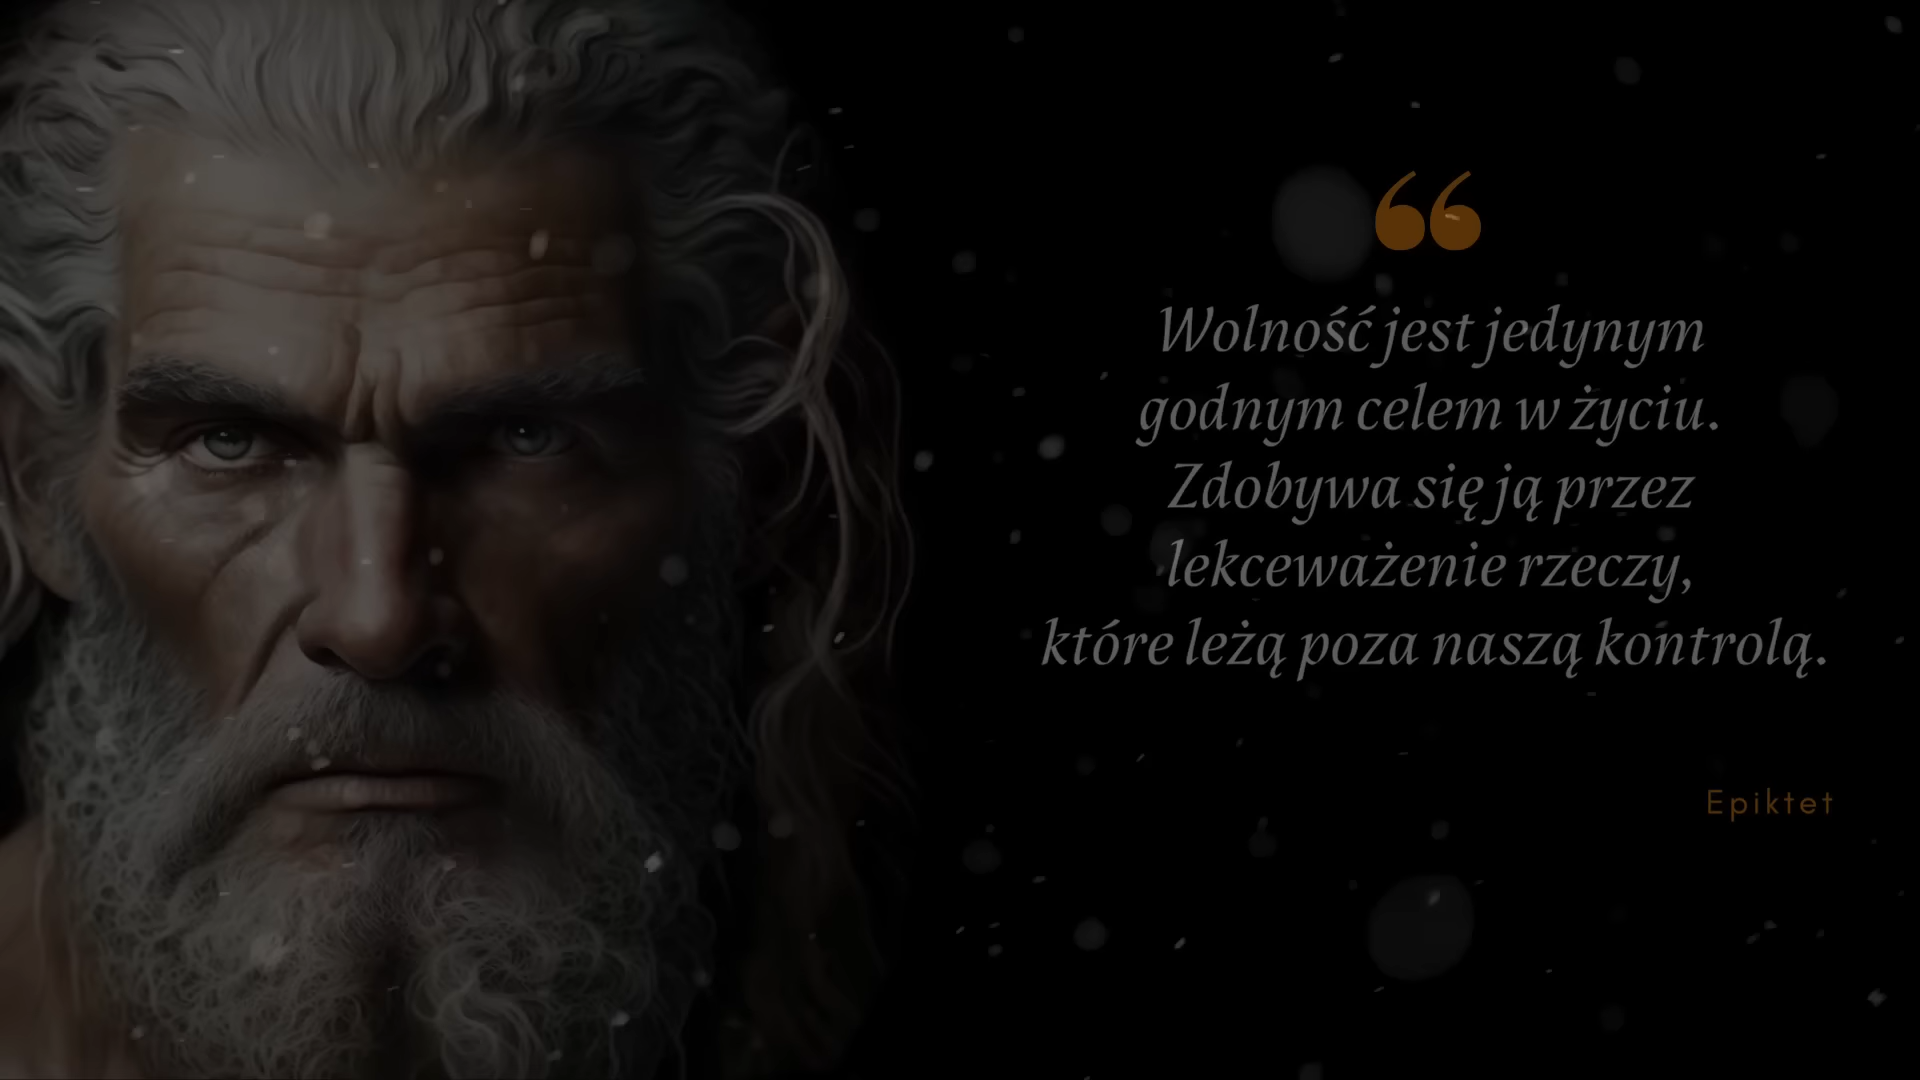 ❝
Wolność jest jedynym
godnym celem w życiu.
Zdobywa się ją przez
lekceważenie rzeczy,
które leżą poza naszą kontrolą.
Epiktet